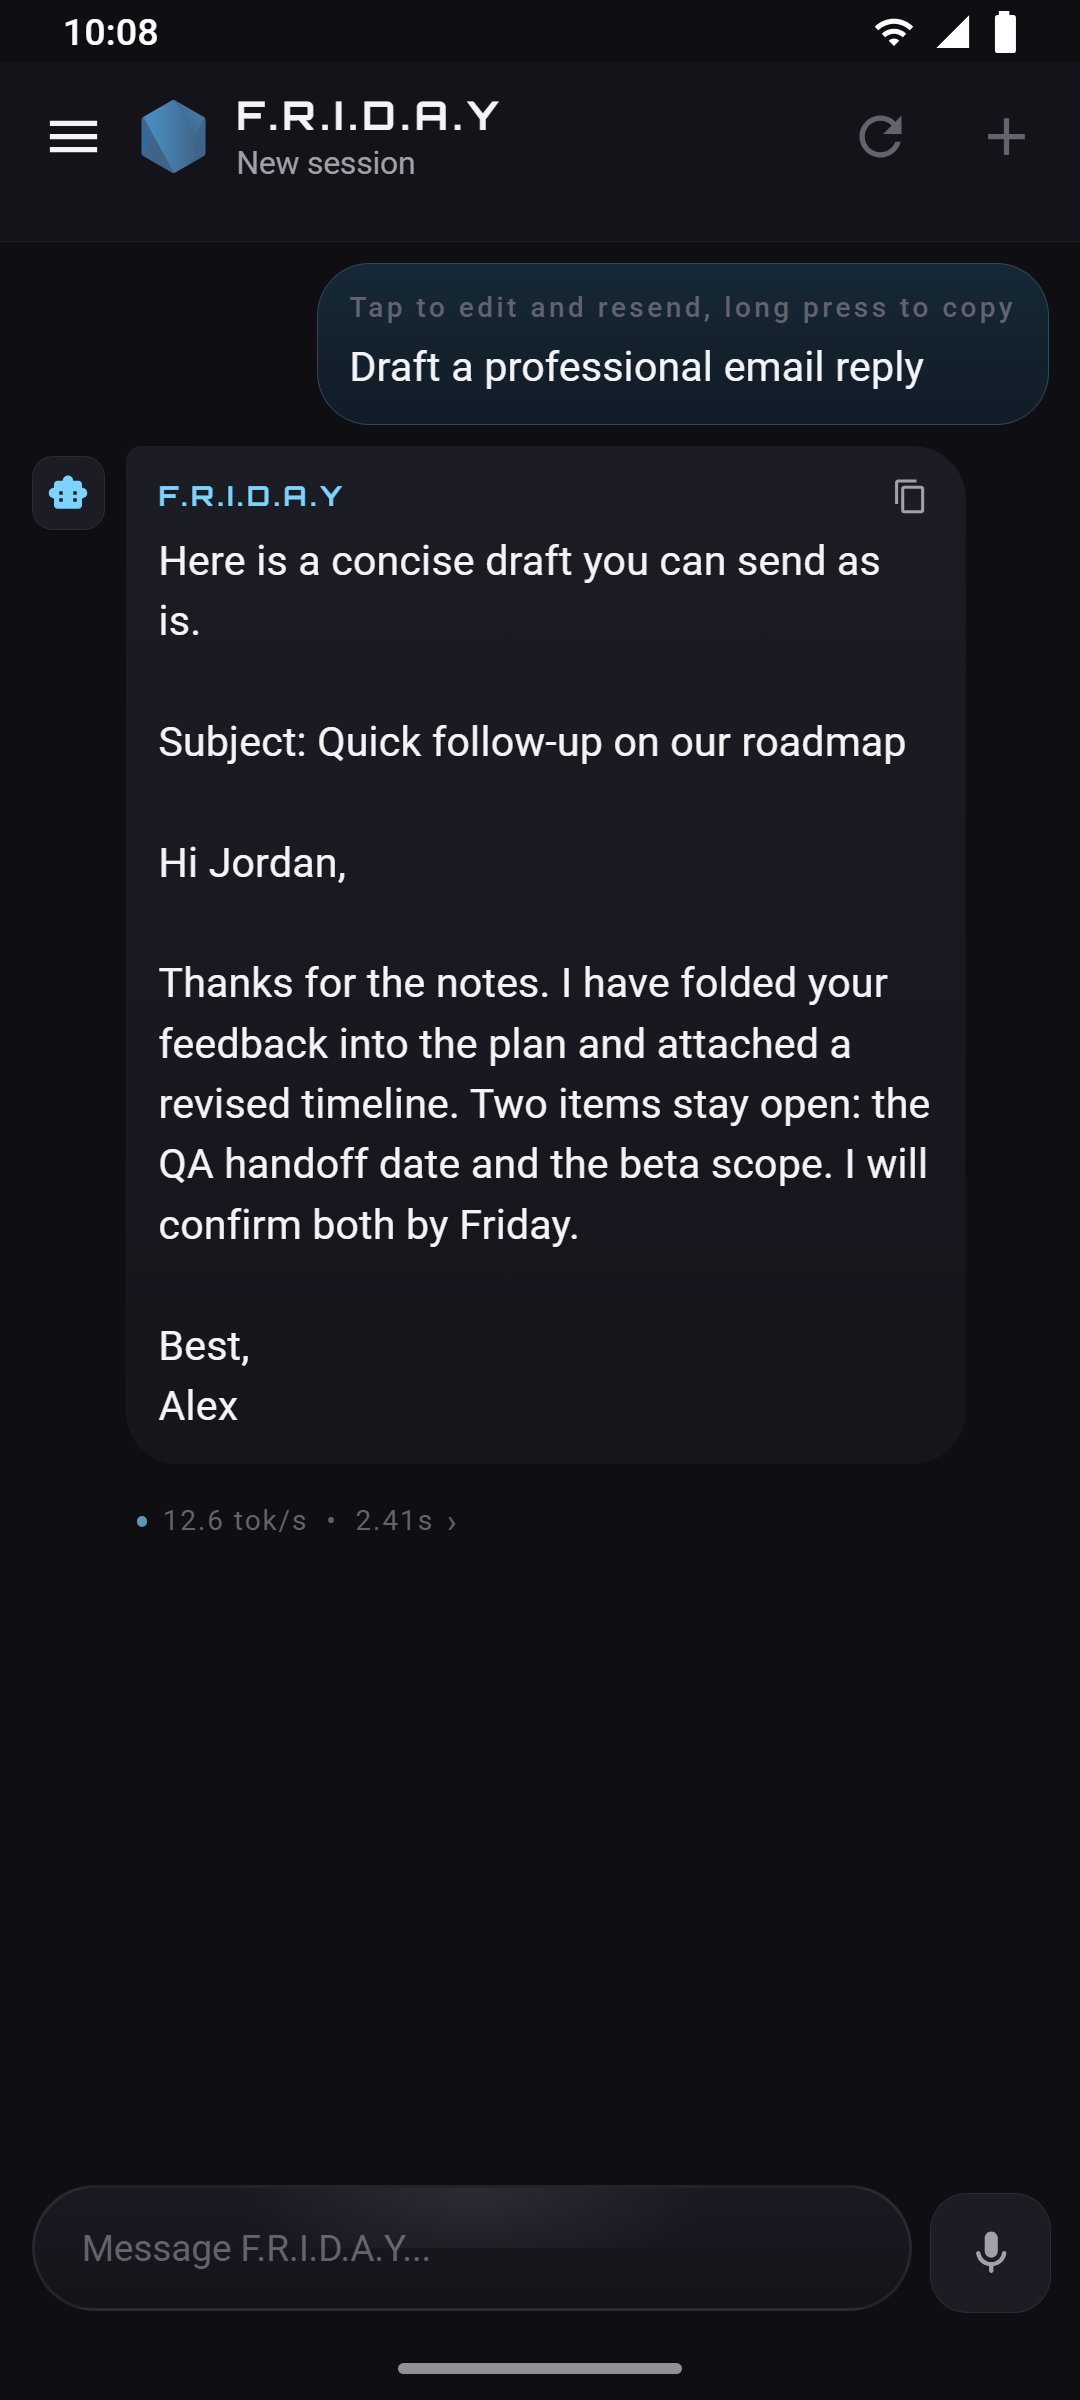 10:08
F.R.I.D.A.Y
New session
Tap to edit and resend, long press to copy
Draft a professional email reply
F.R.I.D.A.Y
Here is a concise draft you can send as
is.
Subject: Quick follow-up on our roadmap
Hi Jordan,
Thanks for the notes. I have folded your
feedback into the plan and attached a
revised timeline. Two items stay open: the
QA handoff date and the beta scope. I will
confirm both by Friday.
Best,
Alex
12.6 tok/s • 2.41s ›
Message F.R.I.D.A.Y...